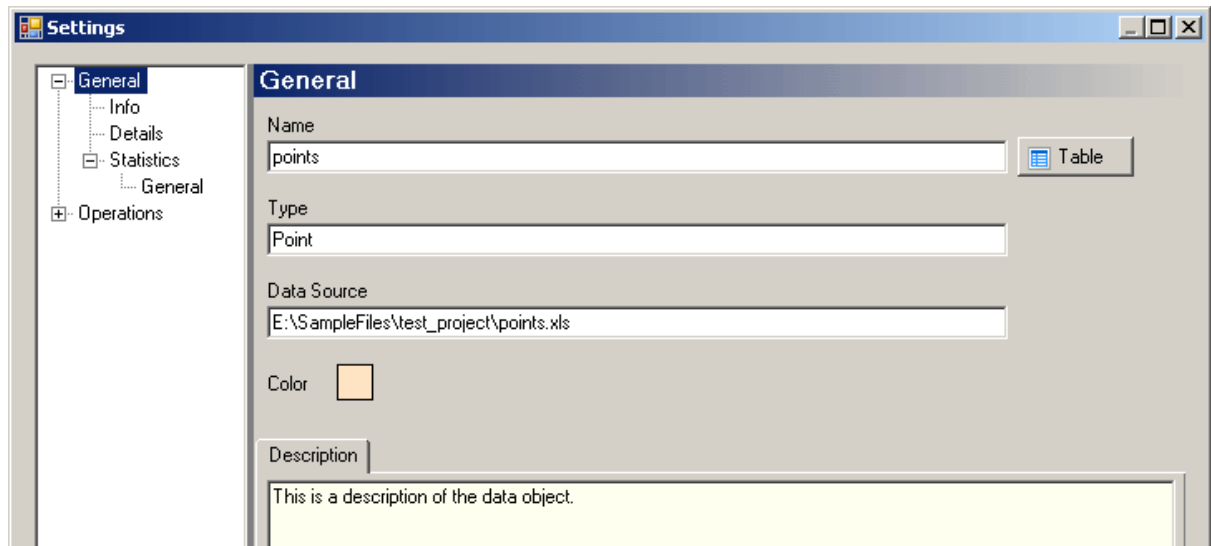 Settings
General
Info
Details
Statistics
General
Operations
General
Name
points
Table
Type
Point
Data Source
E:\SampleFiles\test_project\points.xls
Color
Description
This is a description of the data object.